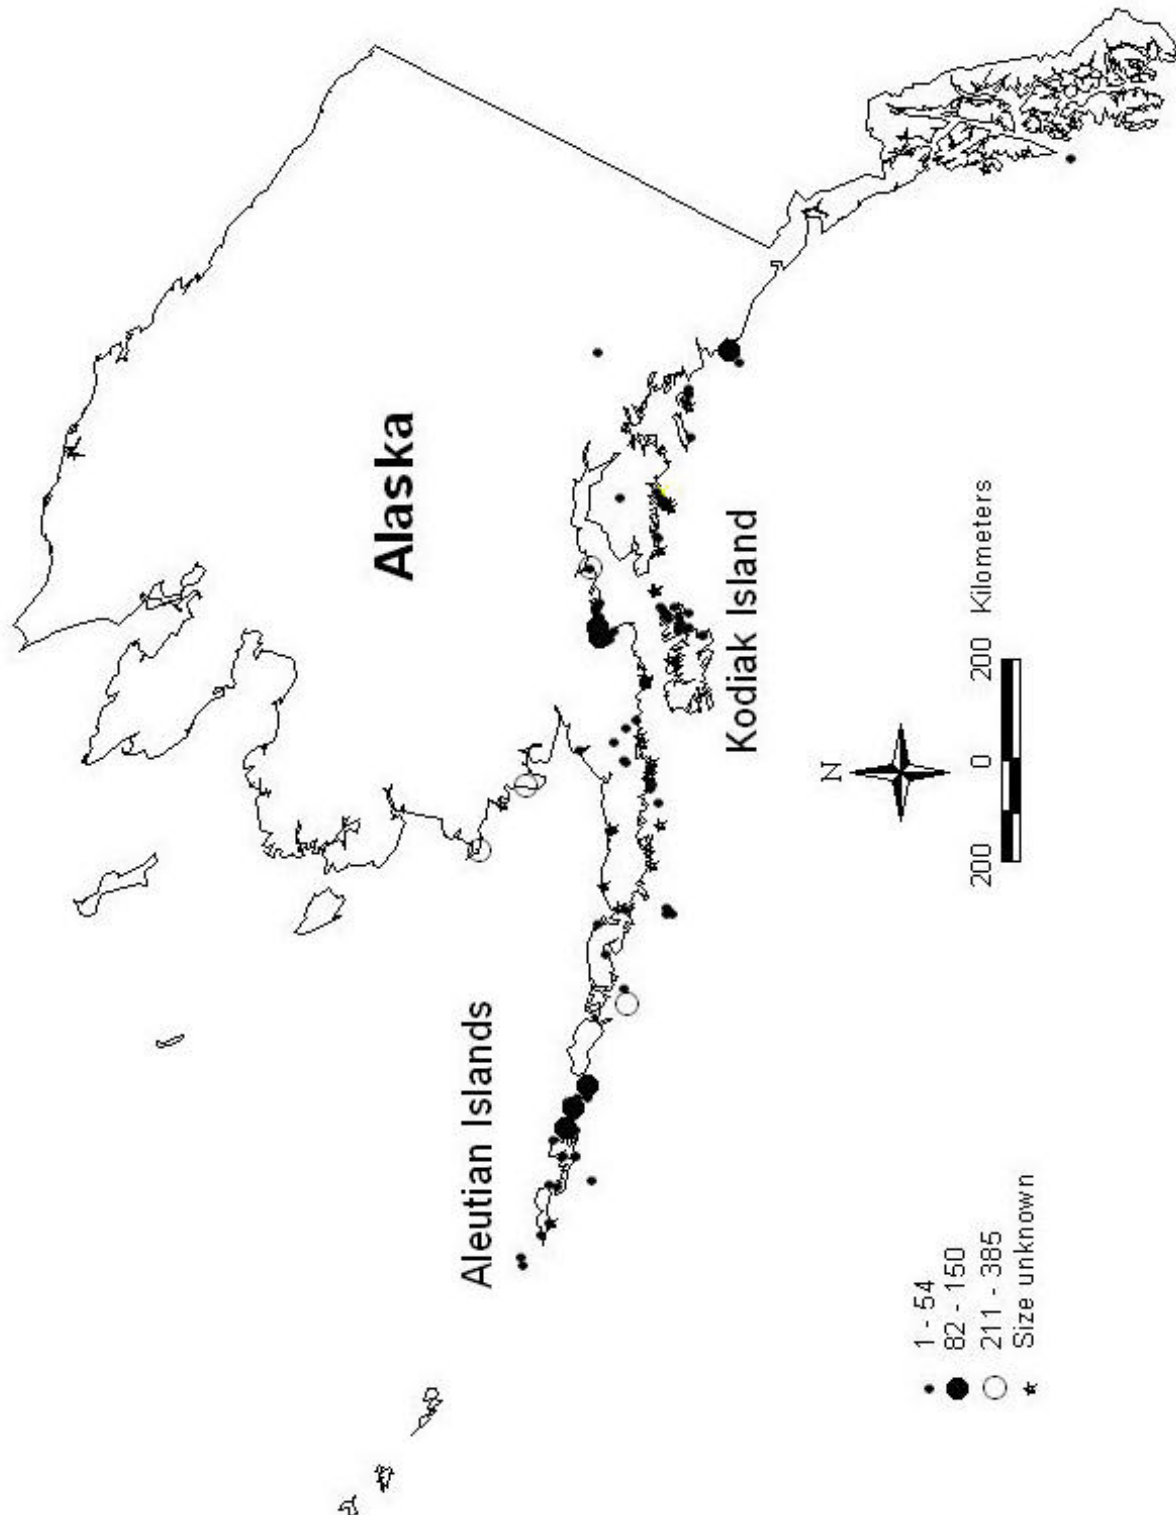 Alaska
Aleutian Islands
Kodiak Island
N
200 0 200 Kilometers
1 - 54
82 - 150
211 - 385
Size unknown